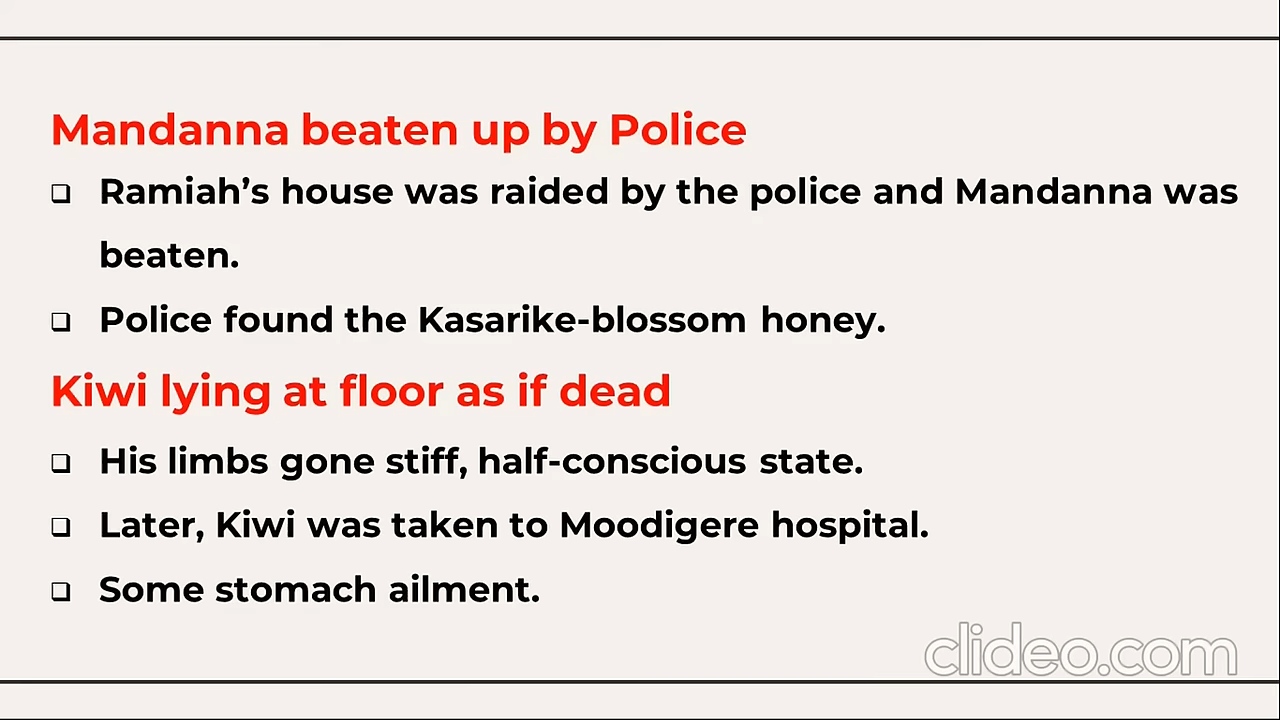 Mandanna beaten up by Police
❑ Ramiah’s house was raided by the police and Mandanna was
beaten.
❑ Police found the Kasarike-blossom honey.
Kiwi lying at floor as if dead
❑ His limbs gone stiff, half-conscious state.
❑ Later, Kiwi was taken to Moodigere hospital.
❑ Some stomach ailment.
clideo.com